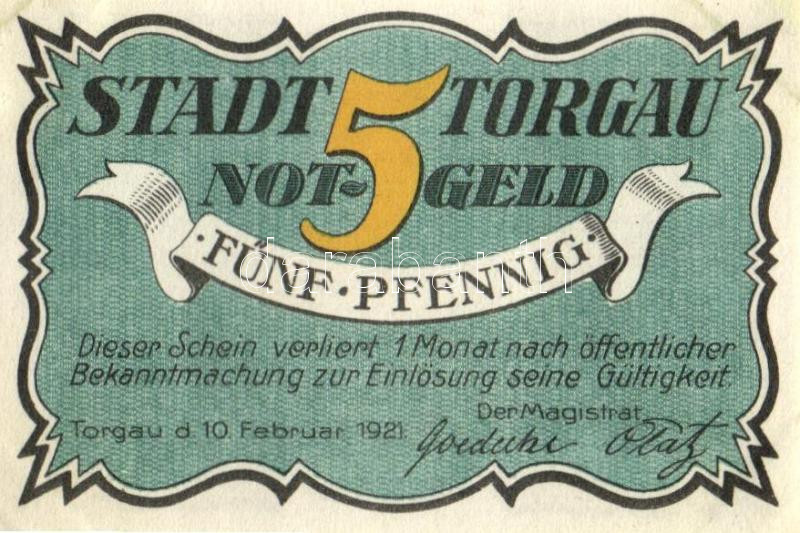 STADT 5 TORGAU
NOT- GELD
· FÜNF · PFENNIG ·
darabanth
Dieser Schein verliert 1 Monat nach öffentlicher
Bekanntmachung zur Einlösung seine Gültigkeit.
Der Magistrat
Torgau d. 10. Februar 1921.